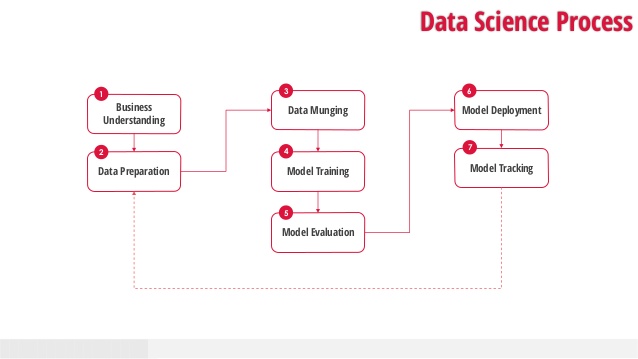 Data Science Process
1
Business
Understanding
2
Data Preparation
3
Data Munging
4
Model Training
5
Model Evaluation
6
Model Deployment
7
Model Tracking